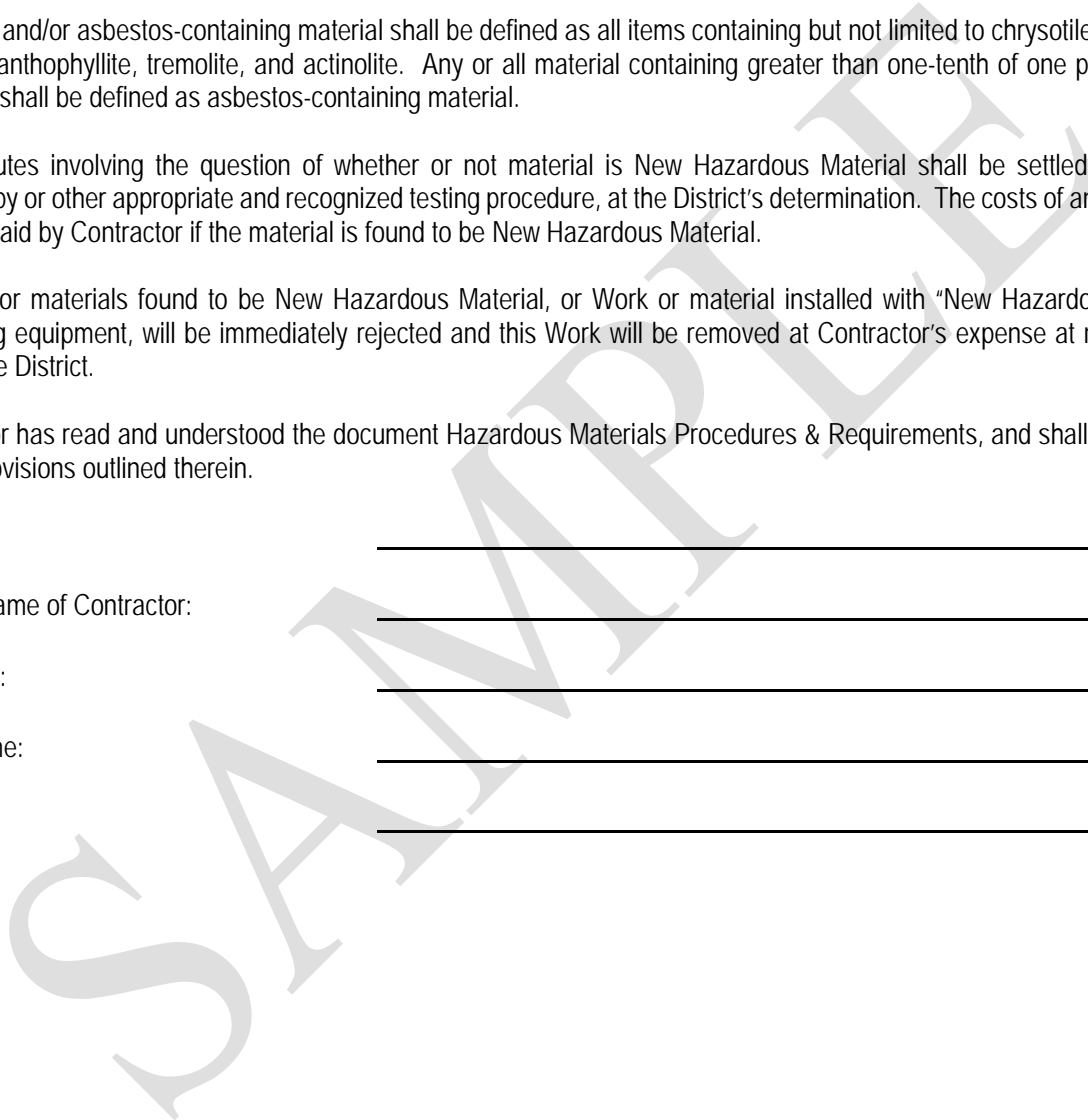 and/or asbestos-containing material shall be defined as all items containing but not limited to chrysotile
anthophyllite, tremolite, and actinolite. Any or all material containing greater than one-tenth of one p
shall be defined as asbestos-containing material.
utes involving the question of whether or not material is New Hazardous Material shall be settled
py or other appropriate and recognized testing procedure, at the District's determination. The costs of a
aid by Contractor if the material is found to be New Hazardous Material.
or materials found to be New Hazardous Material, or Work or material installed with "New Hazardo
g equipment, will be immediately rejected and this Work will be removed at Contractor's expense at
e District.
or has read and understood the document Hazardous Materials Procedures & Requirements, and shall
ovisions outlined therein.
ame of Contractor:
:
ne:
SAMPLE